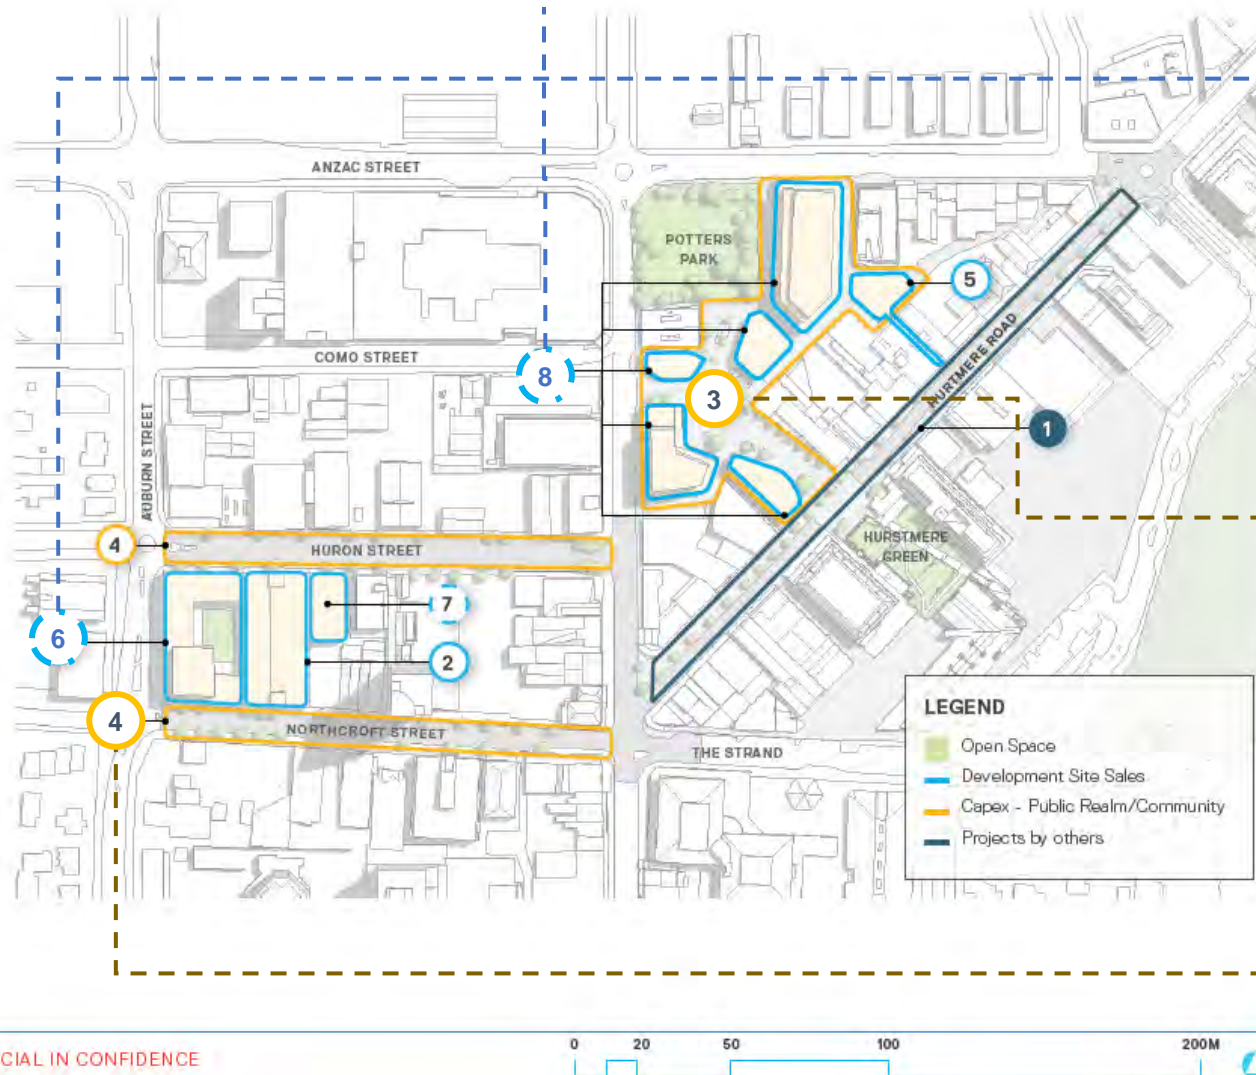 ANZAC STREET
POTTERS
PARK
5
COMO STREET
HURTMERE ROAD
8
3
1
AUBURN STREET
HURSTMERE
GREEN
4
HURON STREET
7
6
2
4
NORTHCROFT STREET
THE STRAND
LEGEND
Open Space
Development Site Sales
Capex - Public Realm/Community
Projects by others
CIAL IN CONFIDENCE
0 20 50 100 200M